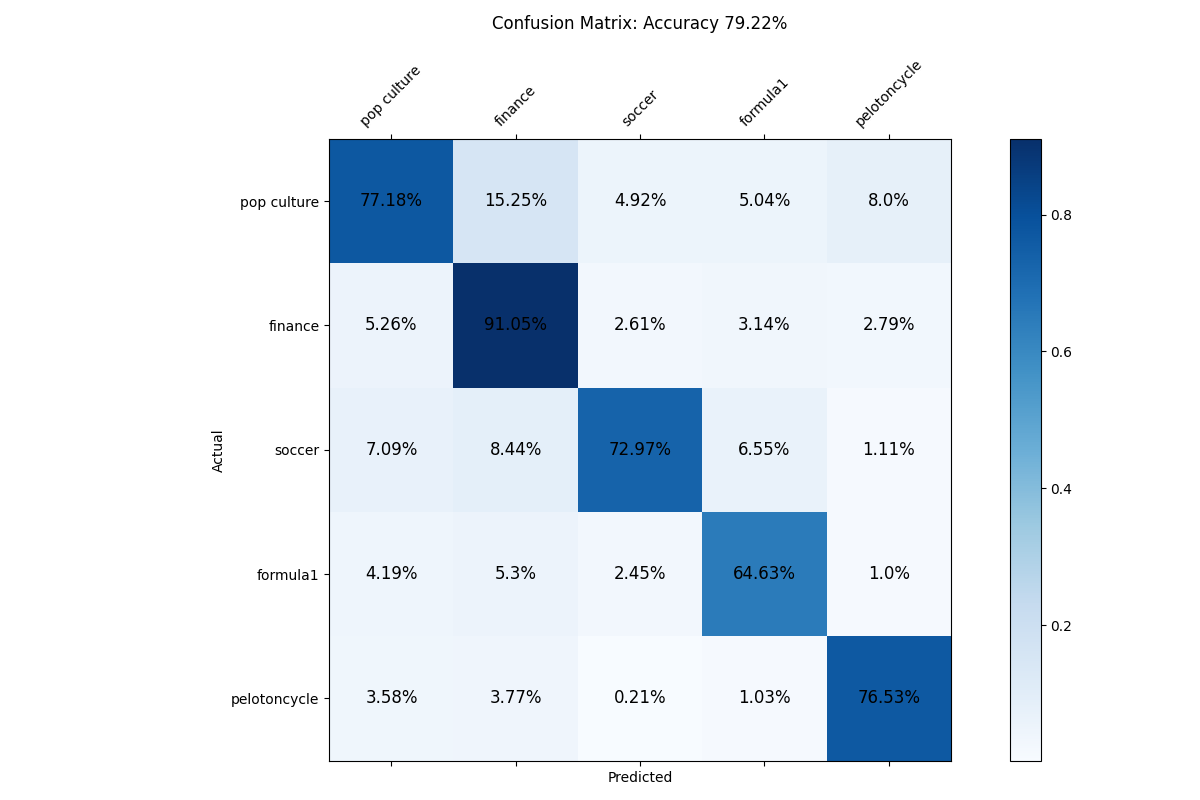 Confusion Matrix: Accuracy 79.22%
pop culture
finance
soccer
formula1
pelotoncycle
pop culture 77.18% 15.25% 4.92% 5.04% 8.0%
finance 5.26% 91.05% 2.61% 3.14% 2.79%
soccer 7.09% 8.44% 72.97% 6.55% 1.11%
formula1 4.19% 5.3% 2.45% 64.63% 1.0%
pelotoncycle 3.58% 3.77% 0.21% 1.03% 76.53%
Actual
Predicted
0.8
0.6
0.4
0.2